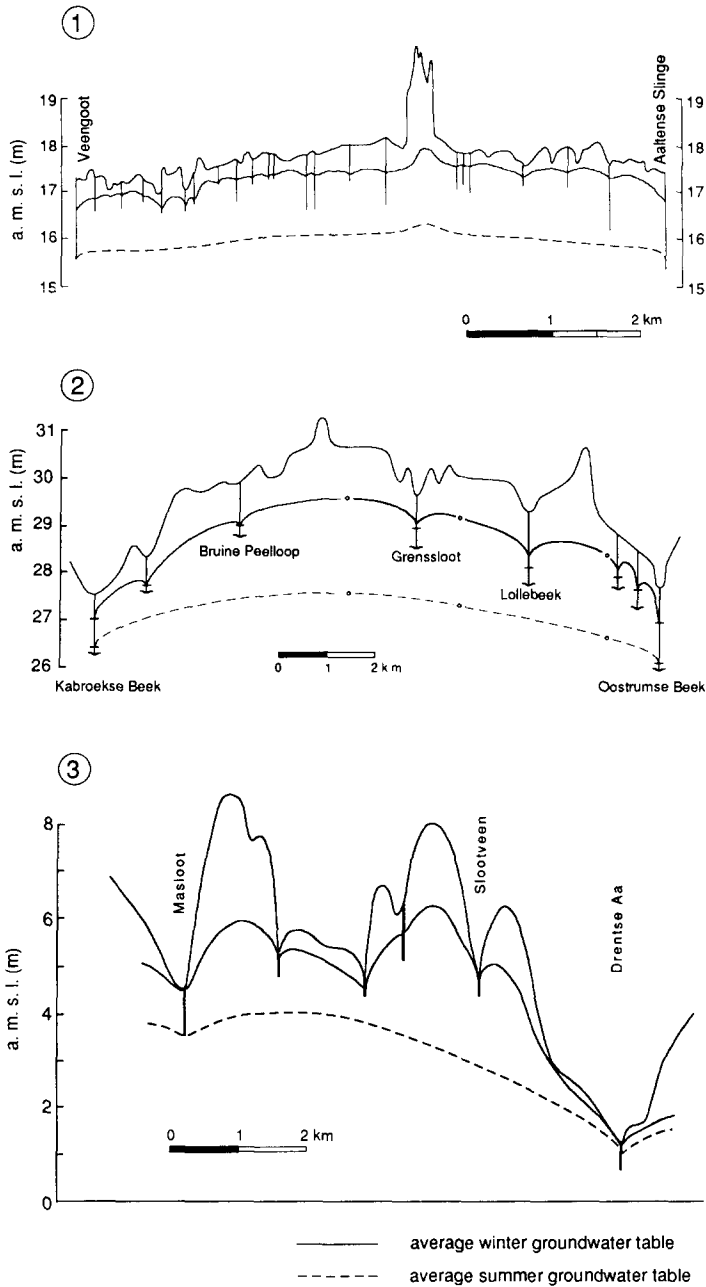 1
Veengoot
Aaltense Slinge
a. m. s. l. (m)
19
18
17
16
15
19
18
17
16
15
0 1 2 km
2
a. m. s. l. (m)
31
30
29
28
27
26
Bruine Peelloop
Grenssloot
Lollebeek
0 1 2 km
Kabroekse Beek
Oostrumse Beek
3
a. m. s. l. (m)
8
6
4
2
0
Masloot
Slootveen
Drentse Aa
0 1 2 km
average winter groundwater table
average summer groundwater table